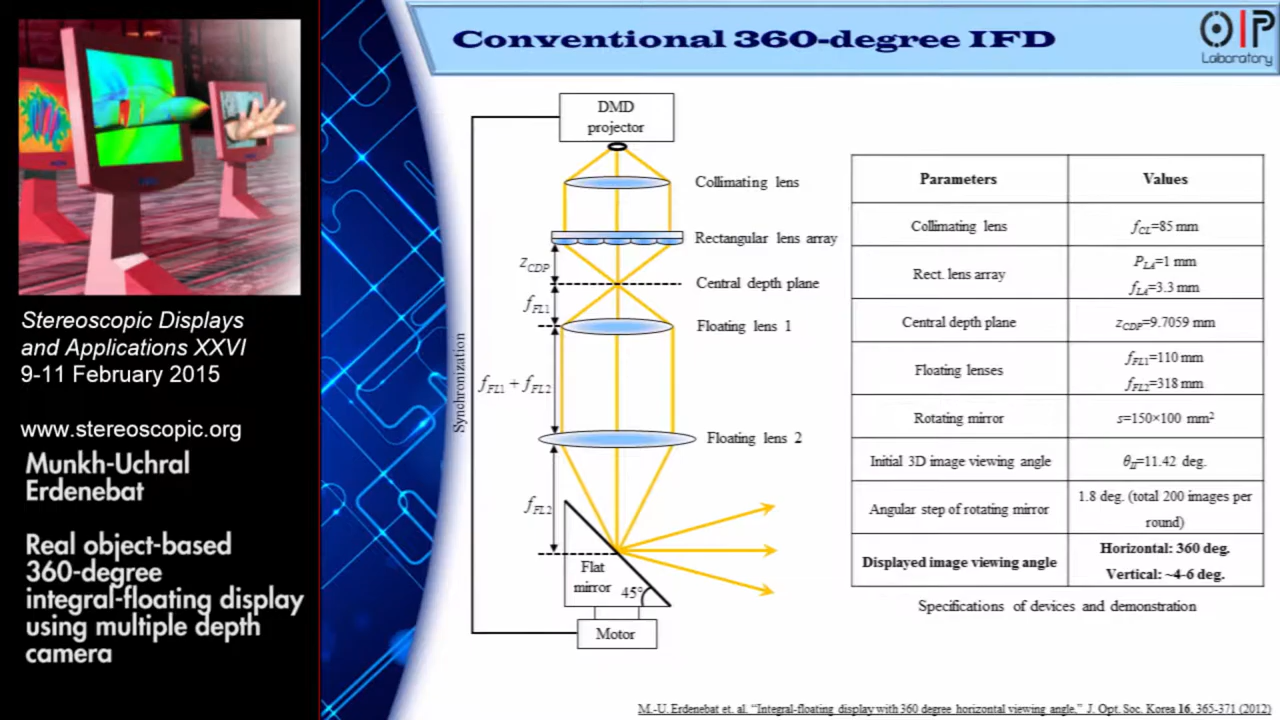 Conventional 360-degree IFD
OIP
Laboratory
Stereoscopic Displays
and Applications XXVI
9-11 February 2015
www.stereoscopic.org
Munkh-Uchral
Erdenebat
Real object-based
360-degree
integral-floating display
using multiple depth
camera
DMD
projector
Collimating lens
Rectangular lens array
z_CDP
Central depth plane
f_FL1
Floating lens 1
Synchronization
f_FL1 + f_FL2
Floating lens 2
f_FL2
Flat
mirror
45°
Motor
Parameters Values
Collimating lens f_CL=85 mm
Rect. lens array P_LA=1 mm
f_LA=3.3 mm
Central depth plane z_CDP=9.7059 mm
Floating lenses f_FL1=110 mm
f_FL2=318 mm
Rotating mirror s=150×100 mm²
Initial 3D image viewing angle θ_II=11.42 deg.
Angular step of rotating mirror 1.8 deg. (total 200 images per
round)
Displayed image viewing angle Horizontal: 360 deg.
Vertical: ~4-6 deg.
Specifications of devices and demonstration
M.-U. Erdenebat et. al. "Integral-floating display with 360 degree horizontal viewing angle," J. Opt. Soc. Korea 16, 365-371 (2012)